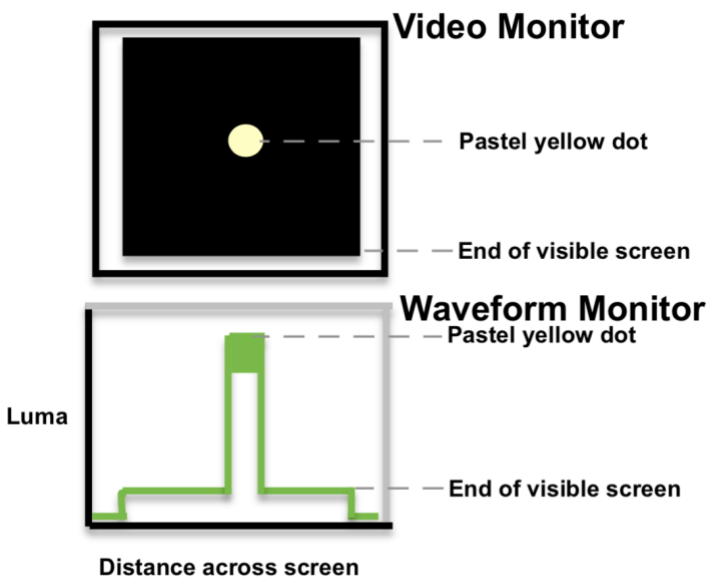 Video Monitor
Pastel yellow dot
End of visible screen
Waveform Monitor
Pastel yellow dot
Luma
End of visible screen
Distance across screen